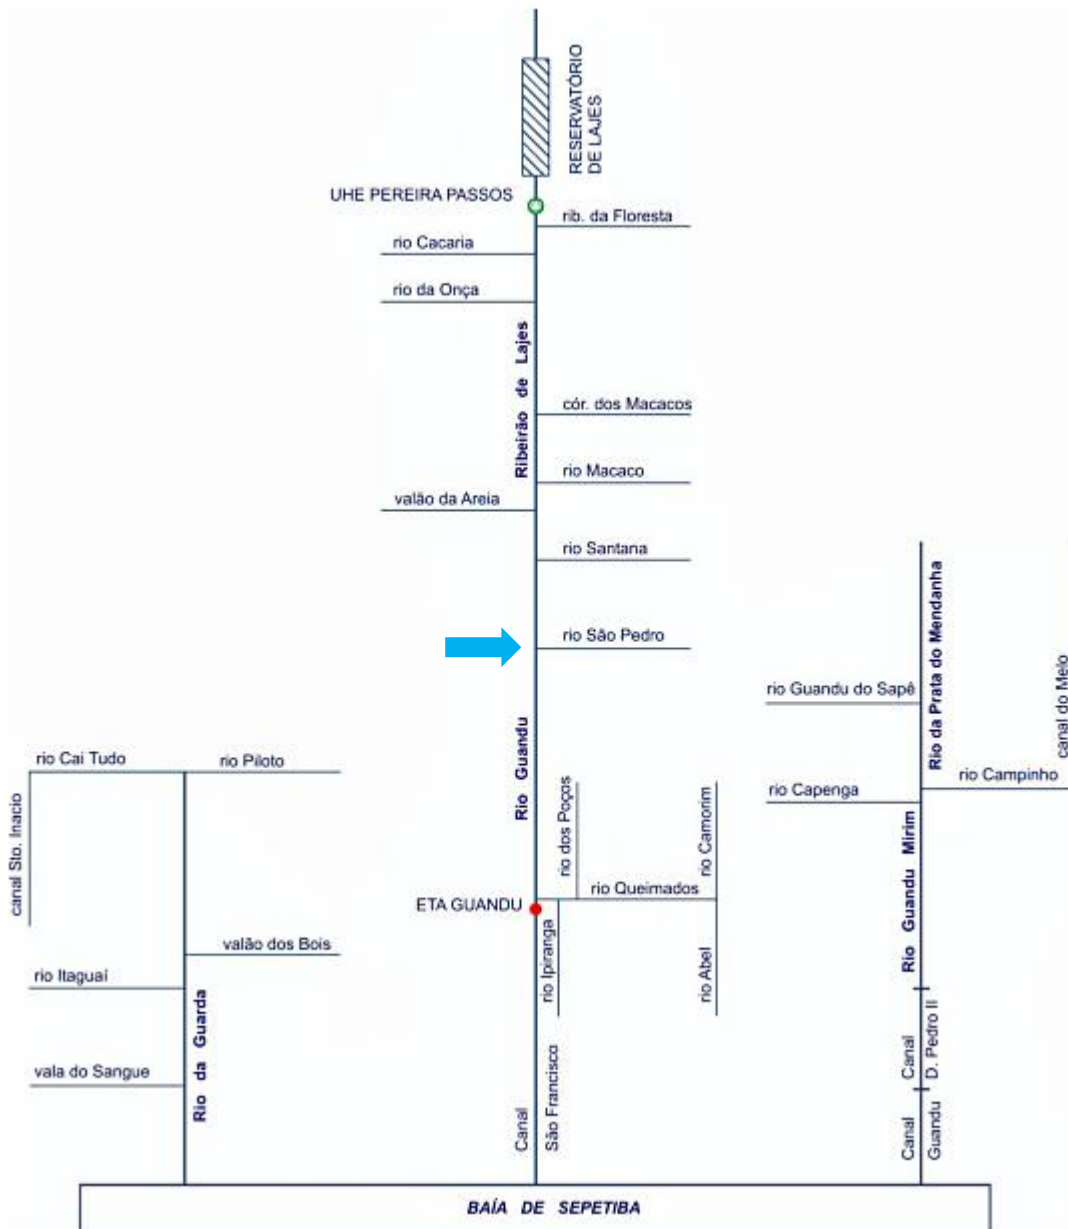 RESERVATÓRIO
DE LAJES
UHE PEREIRA PASSOS
rib. da Floresta
rio Cacaria
rio da Onça
Ribeirão de Lajes
cór. dos Macacos
rio Macaco
valão da Areia
rio Santana
rio São Pedro
Rio da Prata do Mendanha
canal do Melo
rio Guandu do Sapê
Rio Guandu
rio Cai Tudo
rio Piloto
rio Campinho
rio Capenga
canal Sto. Inacio
rio dos Poços
rio Camorim
rio Queimados
ETA GUANDU
Rio Guandu Mirim
valão dos Bois
rio Ipiranga
rio Abel
rio Itaguaí
Rio da Guarda
vala do Sangue
Canal
D. Pedro II
Canal
São Francisco
Canal
Guandu
BAÍA DE SEPETIBA